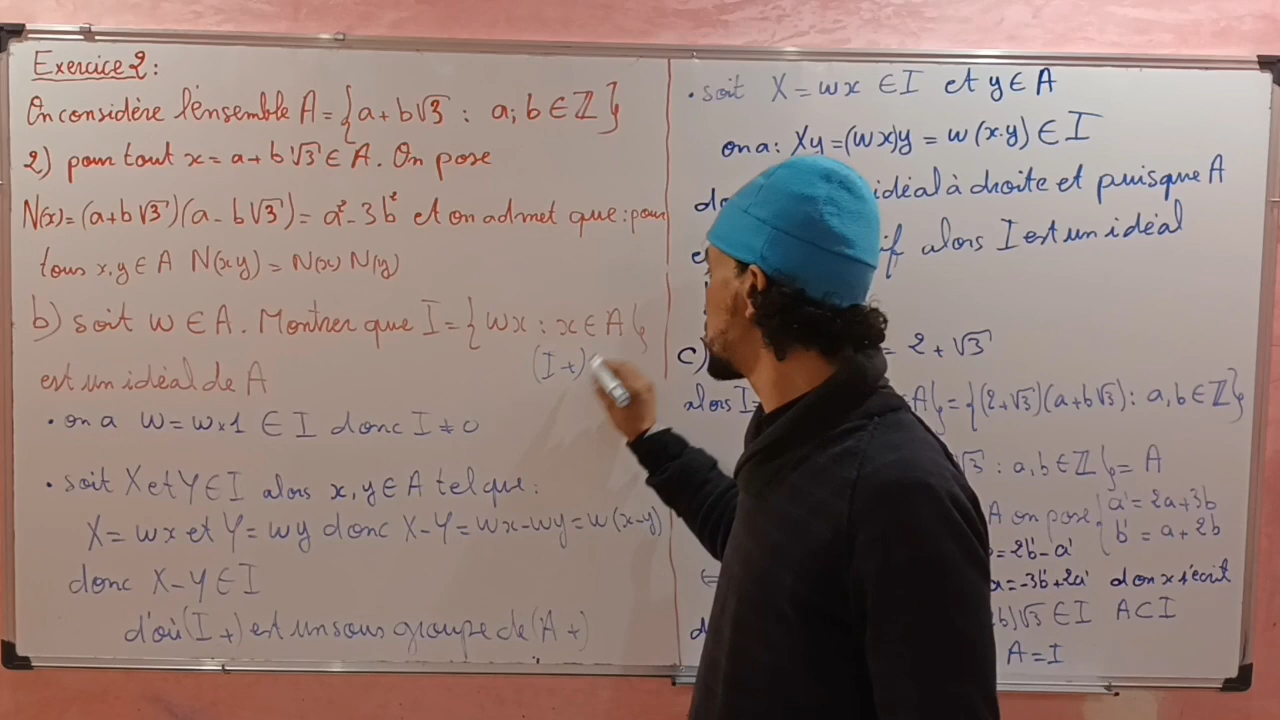 Exercice 2:
On considère l'ensemble A = {a + b√3 : a; b ∈ ℤ}
2) pour tout x = a + b√3 ∈ A. On pose
N(x) = (a+b√3)(a - b√3) = a² - 3b² et on admet que : pour
tous x, y ∈ A N(xy) = N(x) N(y)
b) soit w ∈ A. Montrer que I = { wx : x ∈ A }
est un idéal de A
(I +)
• on a w = w×1 ∈ I donc I ≠ 0
• soit X et Y ∈ I alors x, y ∈ A tel que :
X = wx et Y = wy donc X-Y = wx-wy = w(x-y)
donc X-Y ∈ I
d'où (I +) est un sous groupe de (A +)
• soit X = wx ∈ I et y ∈ A
on a : Xy = (wx)y = w(x.y) ∈ I
idéal à droite et puisque A
alors I est un idéal
c) = 2 + √3
alors I = A} = {(2+√3)(a+b√3) : a, b ∈ ℤ}
√3 : a, b ∈ ℤ} = A
A on pose { a' = 2a+3b
b' = a + 2b
= 2b' - a'
a = -3b' + 2a' don x s'écrit
)√3 ∈ I A ⊂ I
A = I